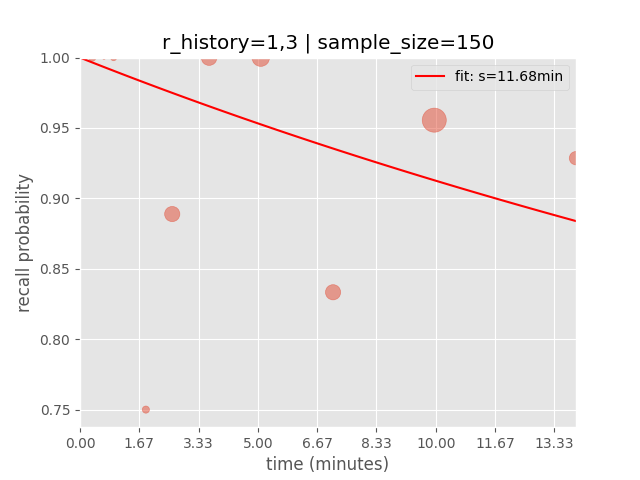 r_history=1,3 | sample_size=150
fit: s=11.68min
1.00
0.95
0.90
0.85
0.80
0.75
recall probability
0.00 1.67 3.33 5.00 6.67 8.33 10.00 11.67 13.33
time (minutes)